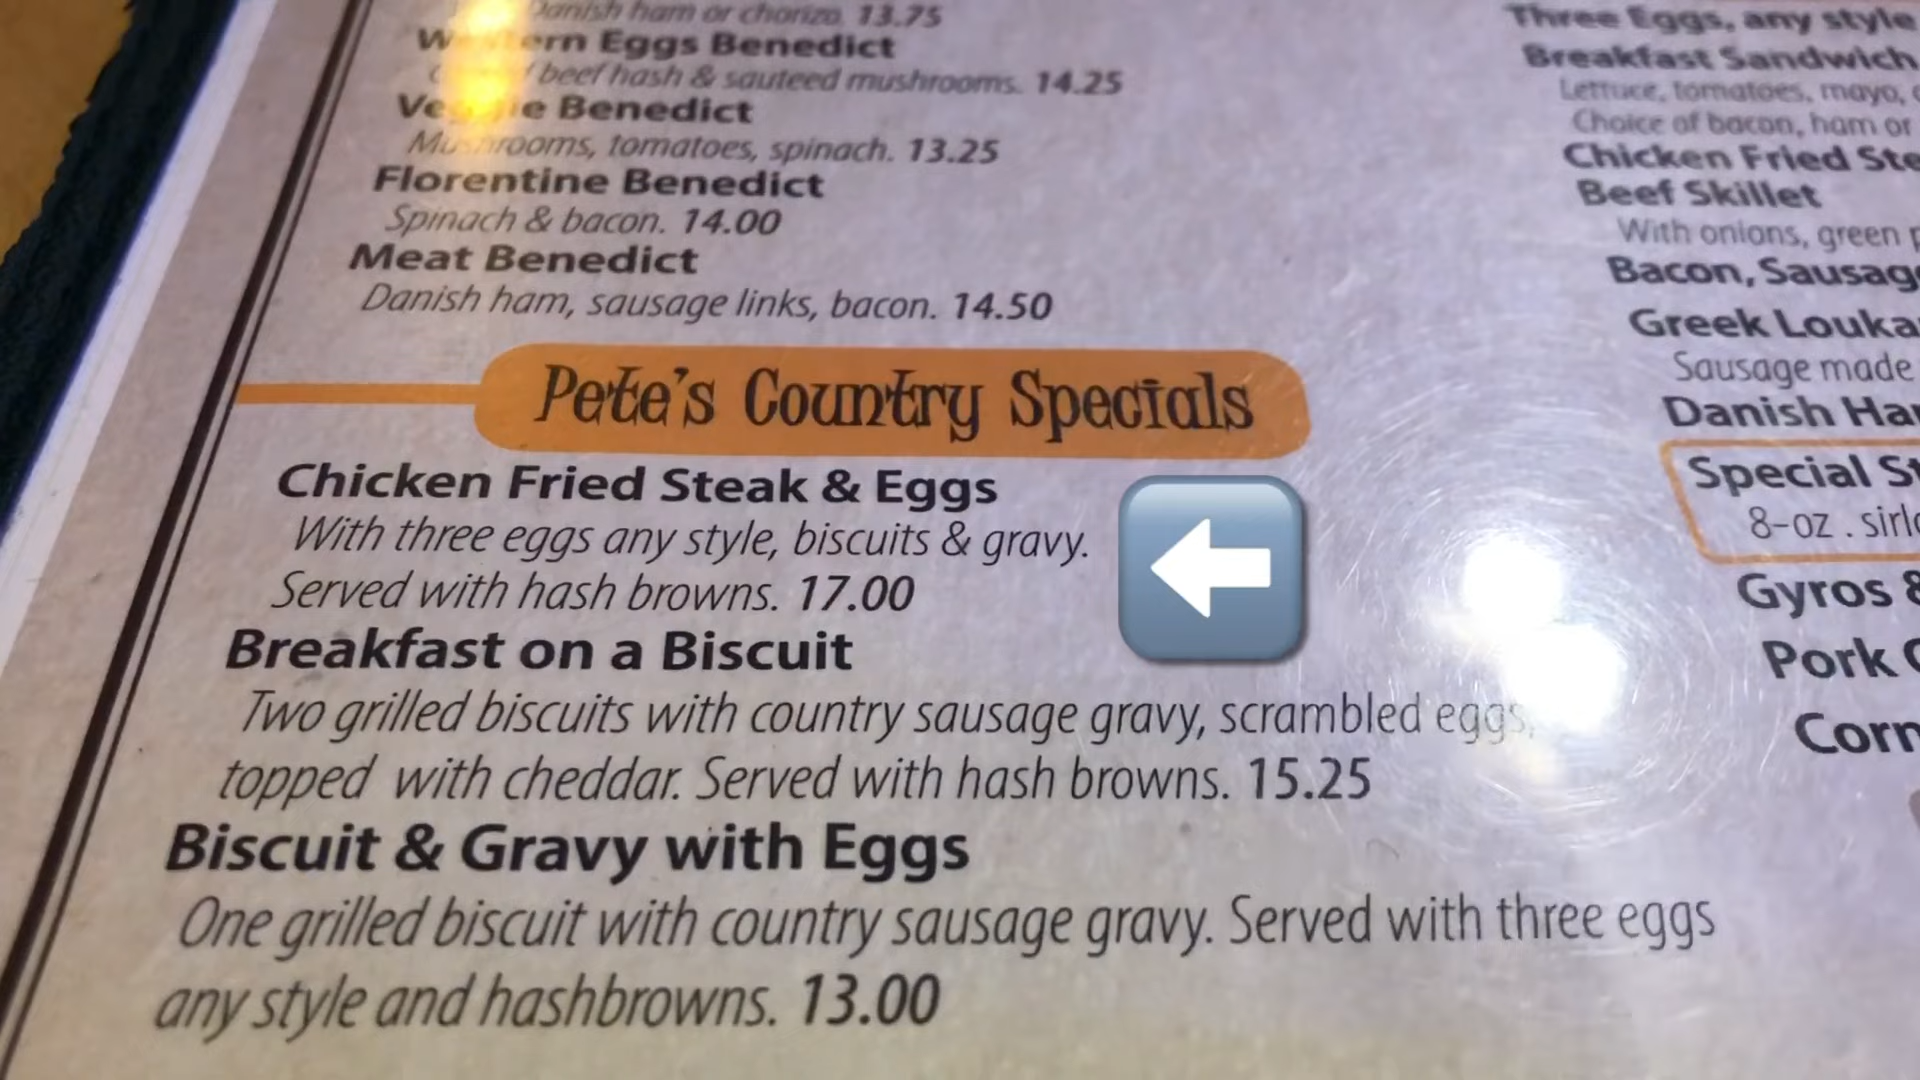 Danish ham or chorizo. 13.75
Western Eggs Benedict
beef hash & sauteed mushrooms. 14.25
Veggie Benedict
Mushrooms, tomatoes, spinach. 13.25
Florentine Benedict
Spinach & bacon. 14.00
Meat Benedict
Danish ham, sausage links, bacon. 14.50
Pete's Country Specials
Chicken Fried Steak & Eggs
With three eggs any style, biscuits & gravy.
Served with hash browns. 17.00
Breakfast on a Biscuit
Two grilled biscuits with country sausage gravy, scrambled eggs,
topped with cheddar. Served with hash browns. 15.25
Biscuit & Gravy with Eggs
One grilled biscuit with country sausage gravy. Served with three eggs
any style and hashbrowns. 13.00
Three Eggs, any style
Breakfast Sandwich,
Lettuce, tomatoes, mayo,
Choice of bacon, ham or
Chicken Fried
Beef Skillet
With onions, green
Bacon,
Greek
Sausage made
Danish
Special
8-oz.
Gyros &
Pork